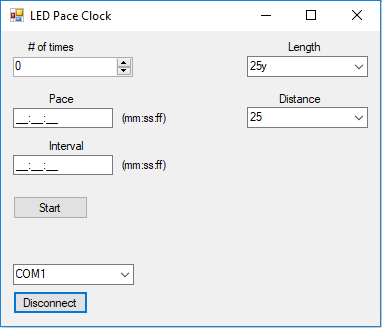 LED Pace Clock
# of times
Length
0
25y
Pace
Distance
__:__:__
(mm:ss.ff)
25
Interval
__:__:__
(mm:ss.ff)
Start
COM1
Disconnect